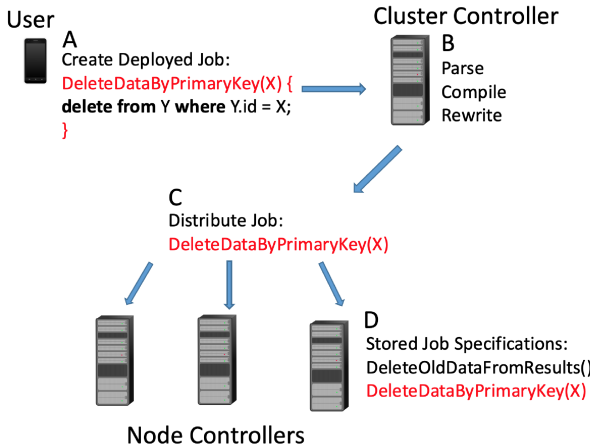 User
Cluster Controller
A
Create Deployed Job:
DeleteDataByPrimaryKey(X) {
delete from Y where Y.id = X;
}
B
Parse
Compile
Rewrite
C
Distribute Job:
DeleteDataByPrimaryKey(X)
D
Stored Job Specifications:
DeleteOldDataFromResults()
DeleteDataByPrimaryKey(X)
Node Controllers